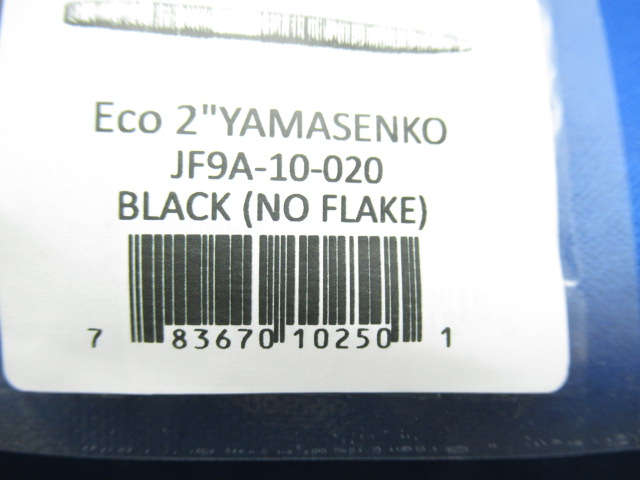 Eco 2"YAMASENKO
JF9A-10-020
BLACK (NO FLAKE)
7 83670 10250 1